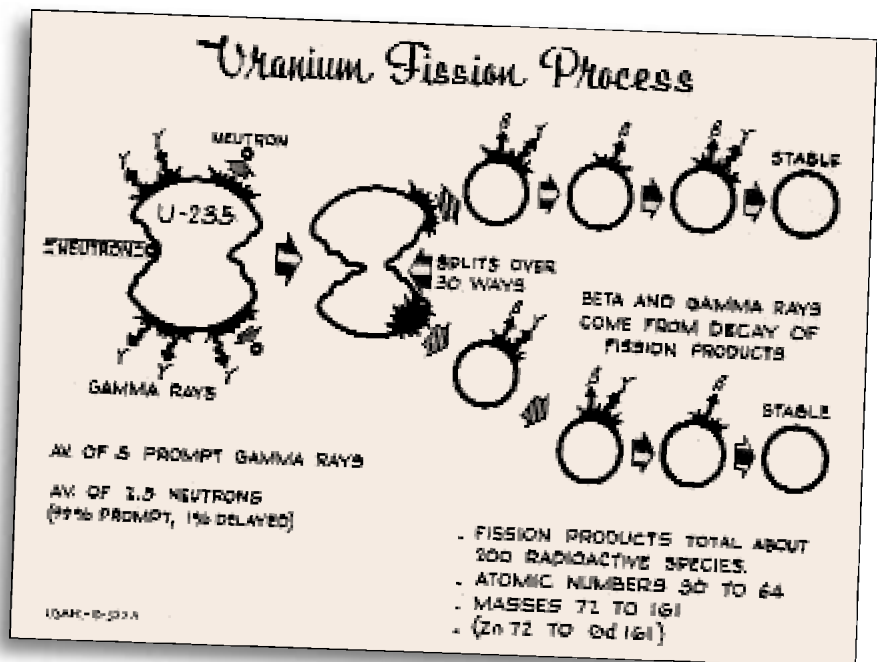 Uranium Fission Process
γ γ
NEUTRON
U-235
NEUTRONS
γ γ γ
GAMMA RAYS
SPLITS OVER
30 WAYS
β γ
β
β γ
STABLE
BETA AND GAMMA RAYS
COME FROM DECAY OF
FISSION PRODUCTS
β γ
β γ
β
STABLE
AV. OF 5 PROMPT GAMMA RAYS
AV. OF 2.5 NEUTRONS
(99% PROMPT, 1% DELAYED)
- FISSION PRODUCTS TOTAL ABOUT
200 RADIOACTIVE SPECIES.
- ATOMIC NUMBERS 30 TO 64
- MASSES 72 TO 161
- (Zn 72 TO Gd 161)